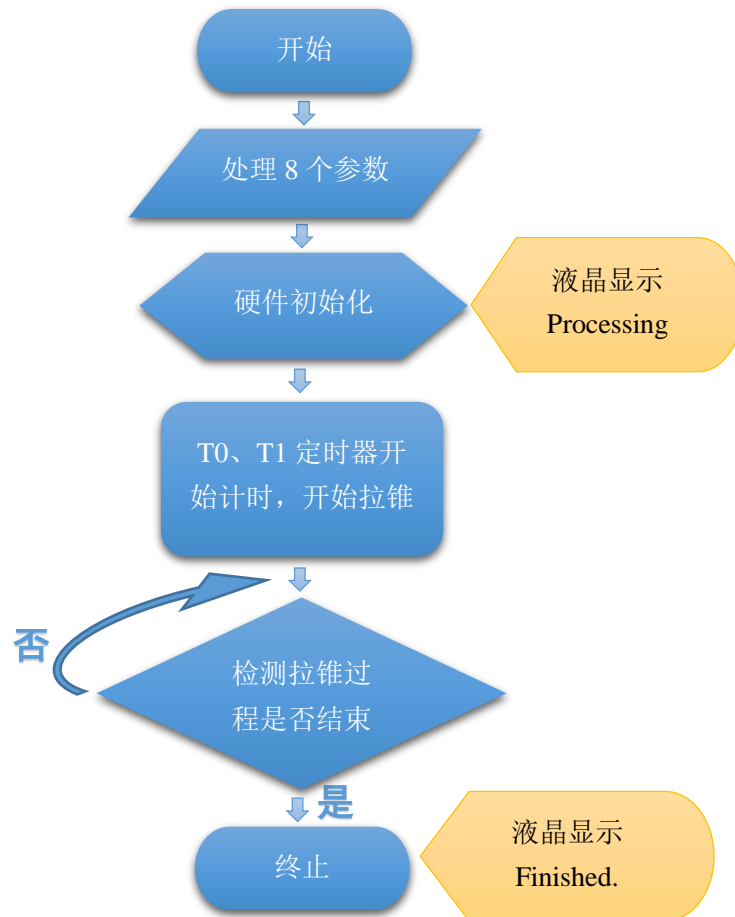 开始
处理 8 个参数
硬件初始化
液晶显示
Processing
T0、T1 定时器开
始计时，开始拉锥
否
检测拉锥过
程是否结束
是
终止
液晶显示
Finished.